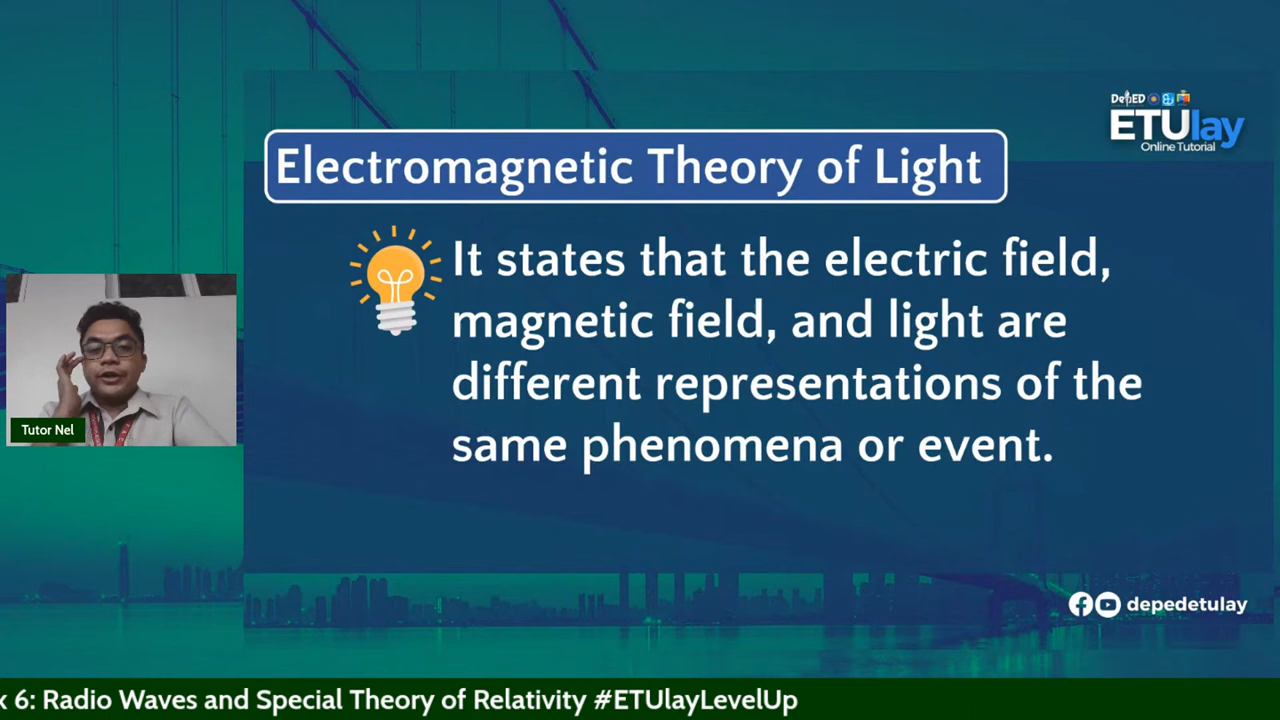 DepED
ETUlay
Online Tutorial
Electromagnetic Theory of Light
It states that the electric field,
magnetic field, and light are
different representations of the
same phenomena or event.
Tutor Nel
depedetulay
6: Radio Waves and Special Theory of Relativity #ETUlayLevelUp